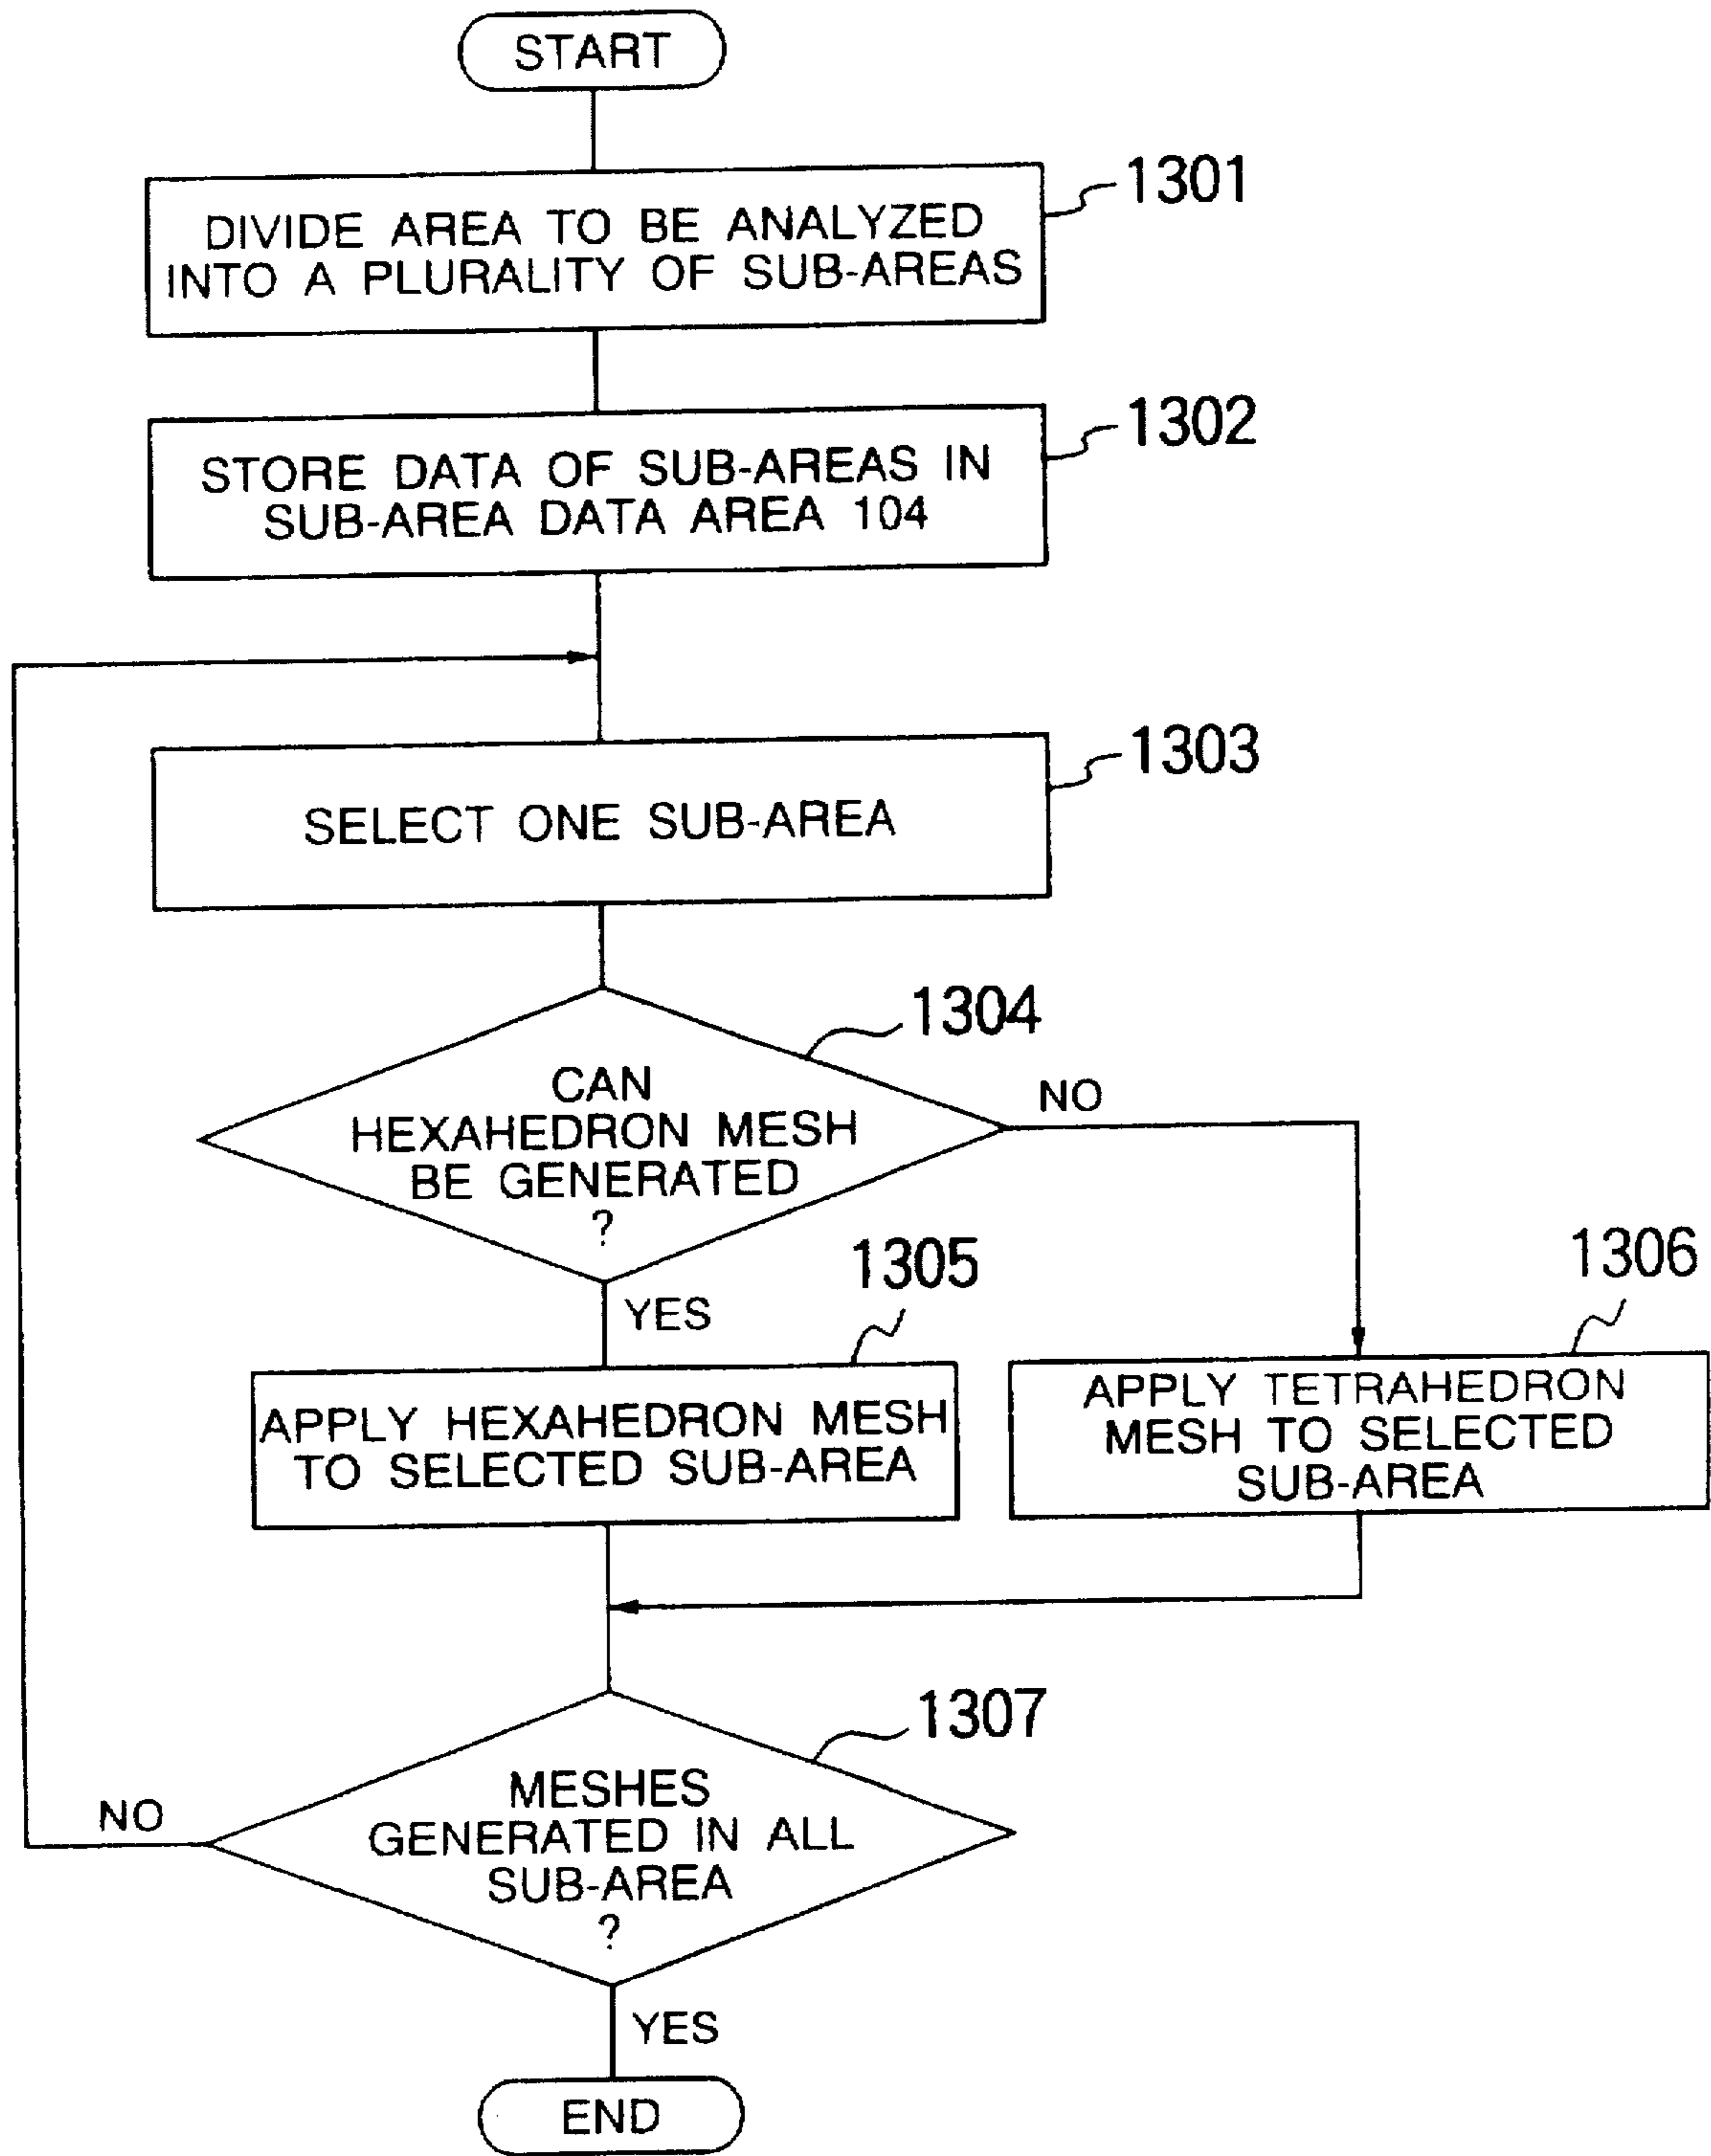 START
1301
DIVIDE AREA TO BE ANALYZED
INTO A PLURALITY OF SUB-AREAS
1302
STORE DATA OF SUB-AREAS IN
SUB-AREA DATA AREA 104
1303
SELECT ONE SUB-AREA
1304
CAN
HEXAHEDRON MESH
BE GENERATED
?
NO
YES
1305
APPLY HEXAHEDRON MESH
TO SELECTED SUB-AREA
1306
APPLY TETRAHEDRON
MESH TO SELECTED
SUB-AREA
1307
MESHES
GENERATED IN ALL
SUB-AREA
?
NO
YES
END